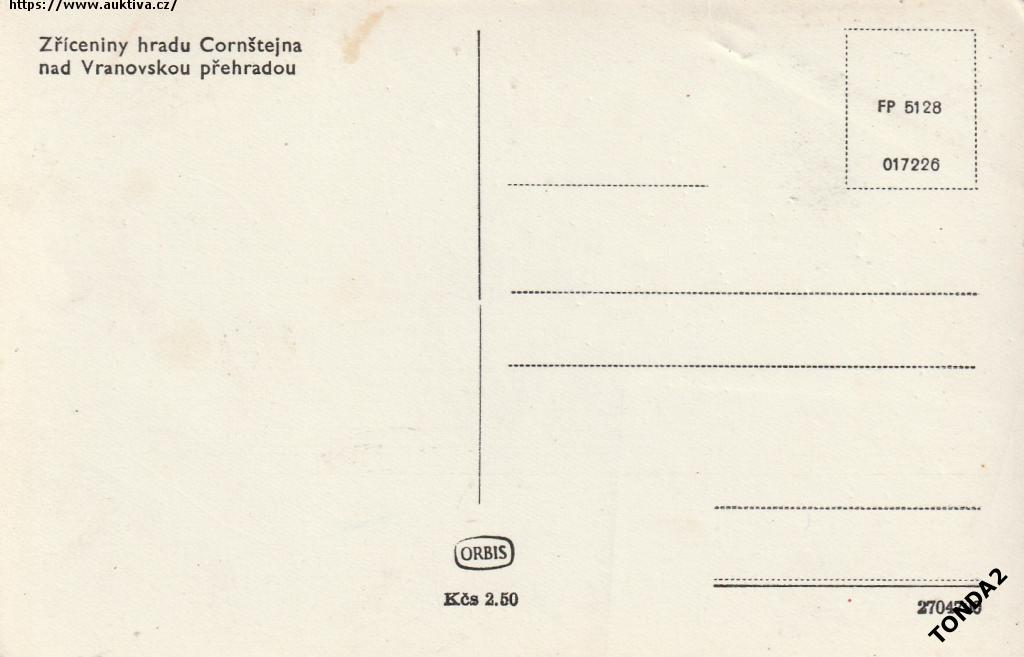 https://www.auktiva.cz/
Zříceniny hradu Cornštejna
nad Vranovskou přehradou
FP 5128
017226
ORBIS
Kčs 2.50
TONDA2